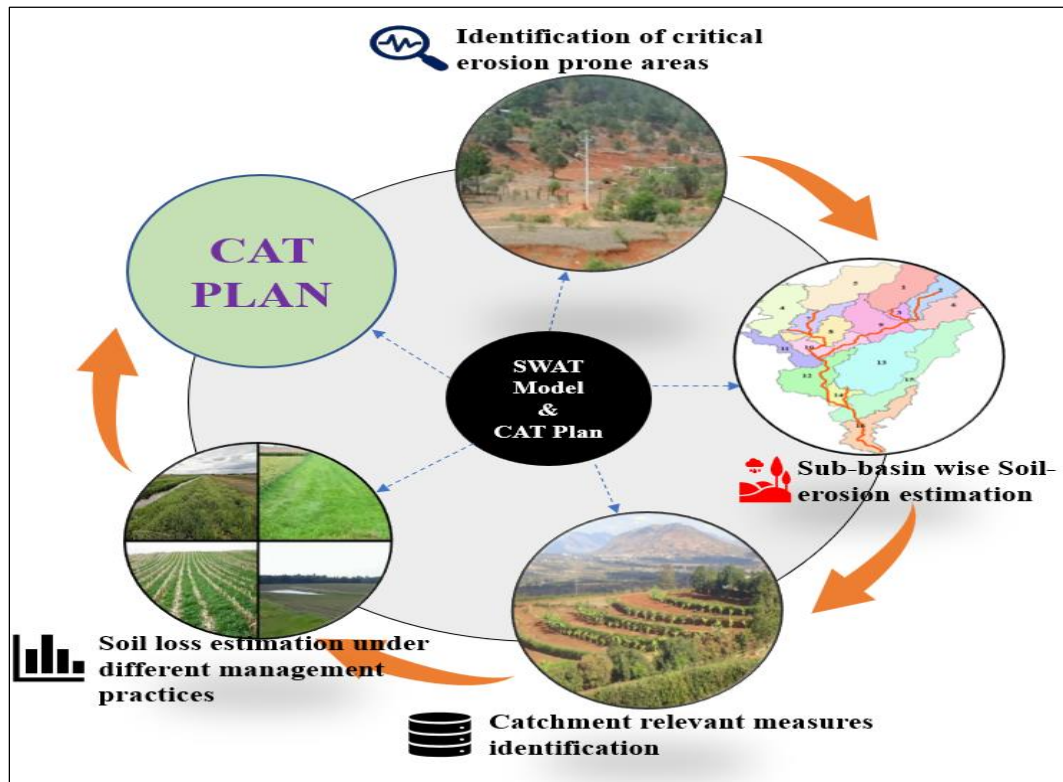 Identification of critical
erosion prone areas
CAT
PLAN
SWAT
Model
&
CAT Plan
Sub-basin wise Soil-
erosion estimation
Soil loss estimation under
different management
practices
Catchment relevant measures
identification